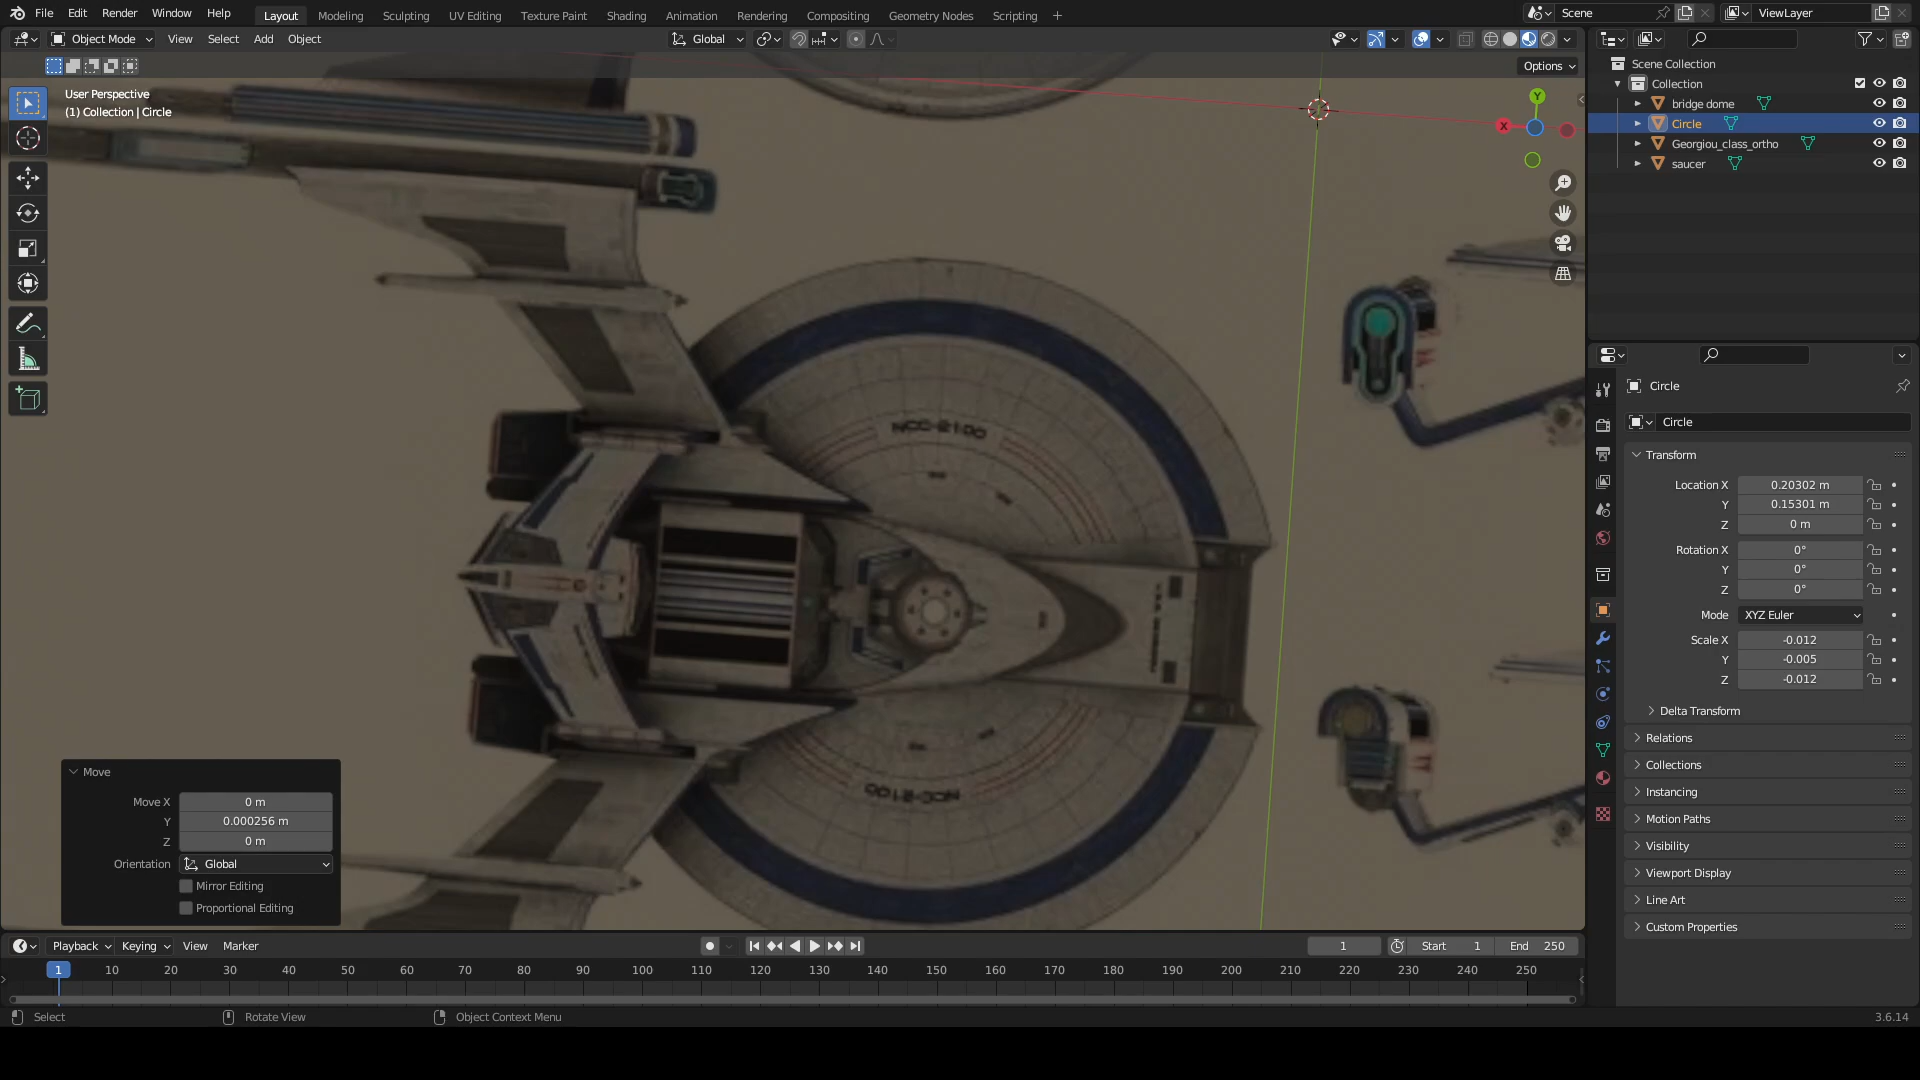 File Edit Render Window Help Layout Modeling Sculpting UV Editing Texture Paint Shading Animation Rendering Compositing Geometry Nodes Scripting + Scene ViewLayer
Object Mode View Select Add Object Global
Options
User Perspective
(1) Collection | Circle
Y
X
Scene Collection
Collection
bridge dome
Circle
Georgiou_class_ortho
saucer
NCC-2100
NCC-2100
Circle
Circle
Transform
Location X 0.20302 m
Y 0.15301 m
Z 0 m
Rotation X 0°
Y 0°
Z 0°
Mode XYZ Euler
Scale X -0.012
Y -0.005
Z -0.012
Delta Transform
Relations
Collections
Instancing
Motion Paths
Visibility
Viewport Display
Line Art
Custom Properties
Move
Move X 0 m
Y 0.000256 m
Z 0 m
Orientation Global
Mirror Editing
Proportional Editing
Playback Keying View Marker 1 Start 1 End 250
1 10 20 30 40 50 60 70 80 90 100 110 120 130 140 150 160 170 180 190 200 210 220 230 240 250
Select Rotate View Object Context Menu 3.6.14